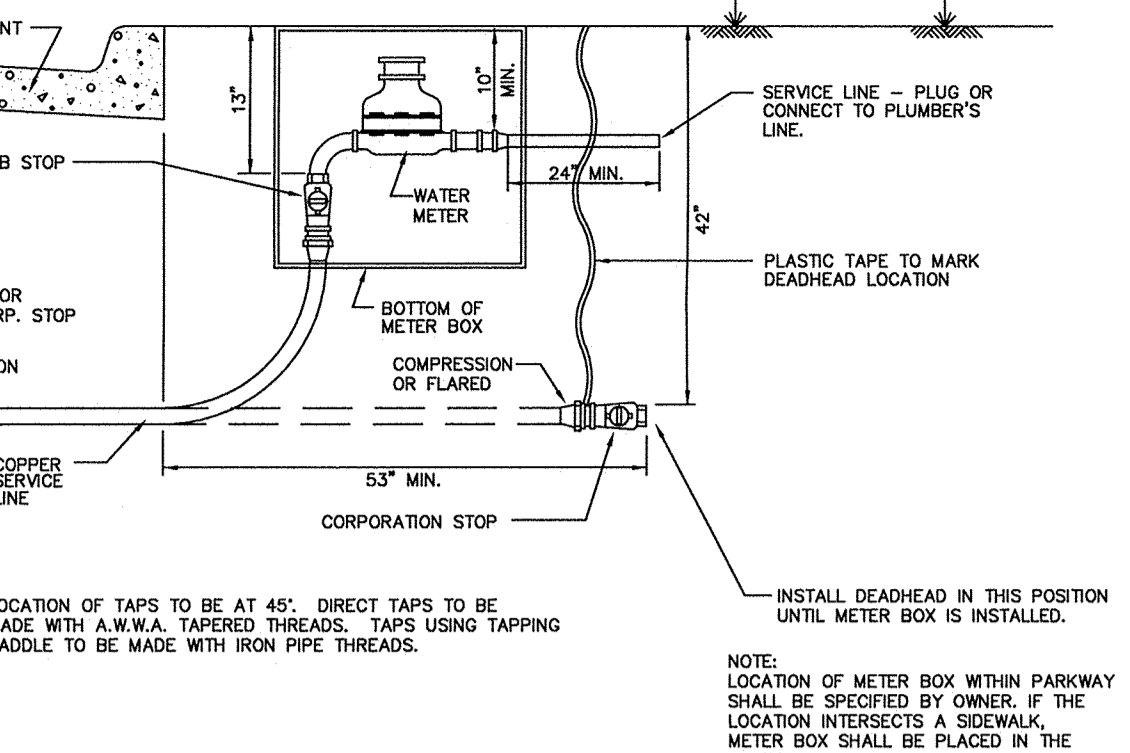 NT
13"
10"
MIN.
SERVICE LINE – PLUG OR
CONNECT TO PLUMBER'S
LINE.
B STOP
24" MIN.
WATER
METER
42"
PLASTIC TAPE TO MARK
DEADHEAD LOCATION
OR
RP. STOP
BOTTOM OF
METER BOX
ON
COMPRESSION
OR FLARED
COPPER
SERVICE
LINE
53" MIN.
CORPORATION STOP
INSTALL DEADHEAD IN THIS POSITION
UNTIL METER BOX IS INSTALLED.
OCATION OF TAPS TO BE AT 45°. DIRECT TAPS TO BE
ADE WITH A.W.W.A. TAPERED THREADS. TAPS USING TAPPING
ADDLE TO BE MADE WITH IRON PIPE THREADS.
NOTE:
LOCATION OF METER BOX WITHIN PARKWAY
SHALL BE SPECIFIED BY OWNER. IF THE
LOCATION INTERSECTS A SIDEWALK,
METER BOX SHALL BE PLACED IN THE